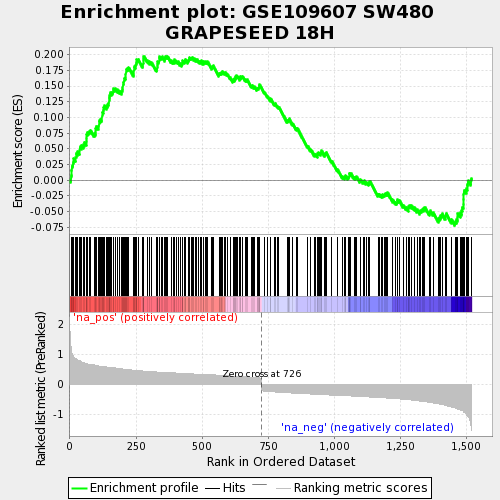 Enrichment plot: GSE109607 SW480
GRAPESEED 18H
Enrichment score (ES)
0.200
0.175
0.150
0.125
0.100
0.075
0.050
0.025
0.000
-0.025
-0.050
-0.075
'na_pos' (positively correlated)
Ranked list metric (PreRanked)
2
1
0
-1
Zero cross at 726
'na_neg' (negatively correlated)
0
250
500
750
1,000
1,250
1,500
Rank in Ordered Dataset
Enrichment profile
Hits
Ranking metric scores